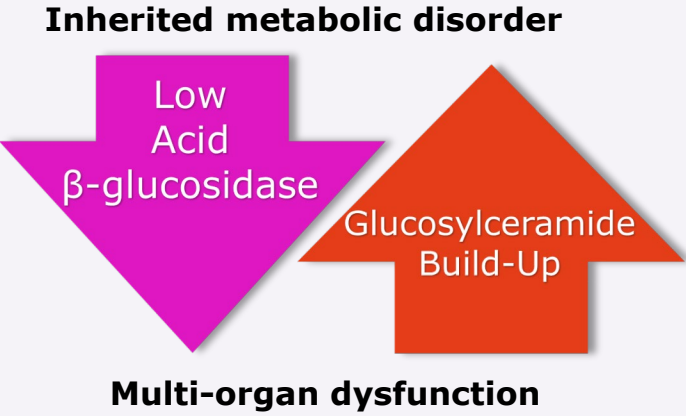 Inherited metabolic disorder
Low
Acid
β-glucosidase
Glucosylceramide
Build-Up
Multi-organ dysfunction